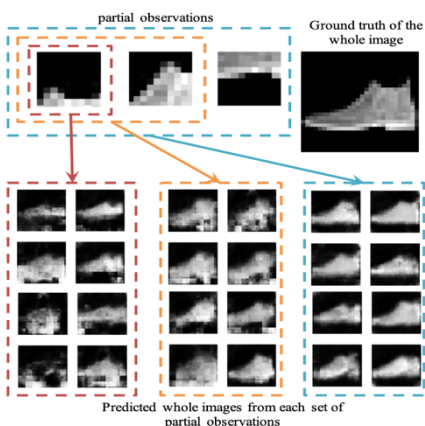 partial observations
Ground truth of the
whole image
Predicted whole images from each set of
partial observations